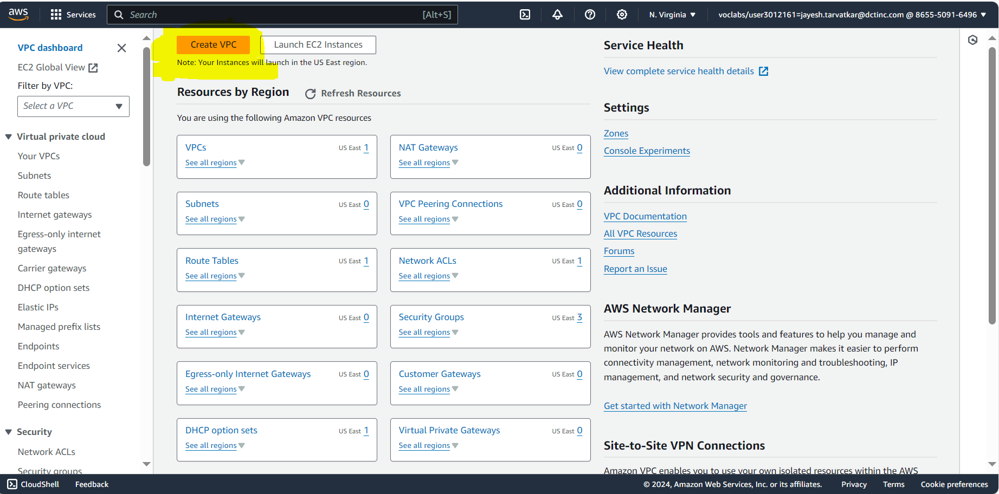 aws
Services
Search
[Alt+S]
N. Virginia
voclabs/user3012161=jayesh.tarvatkar@dctinc.com @ 8655-5091-6496
VPC dashboard
EC2 Global View
Filter by VPC:
Select a VPC
Virtual private cloud
Your VPCs
Subnets
Route tables
Internet gateways
Egress-only internet
gateways
Carrier gateways
DHCP option sets
Elastic IPs
Managed prefix lists
Endpoints
Endpoint services
NAT gateways
Peering connections
Security
Network ACLs
Security groups
Create VPC
Launch EC2 Instances
Note: Your Instances will launch in the US East region.
Resources by Region
Refresh Resources
You are using the following Amazon VPC resources
VPCs
US East 1
See all regions
NAT Gateways
US East 0
See all regions
Subnets
US East 0
See all regions
VPC Peering Connections
US East 0
See all regions
Route Tables
US East 1
See all regions
Network ACLs
US East 1
See all regions
Internet Gateways
US East 0
See all regions
Security Groups
US East 3
See all regions
Egress-only Internet Gateways
US East 0
See all regions
Customer Gateways
US East 0
See all regions
DHCP option sets
US East 1
See all regions
Virtual Private Gateways
US East 0
See all regions
Service Health
View complete service health details
Settings
Zones
Console Experiments
Additional Information
VPC Documentation
All VPC Resources
Forums
Report an Issue
AWS Network Manager
AWS Network Manager provides tools and features to help you manage and
monitor your network on AWS. Network Manager makes it easier to perform
connectivity management, network monitoring and troubleshooting, IP
management, and network security and governance.
Get started with Network Manager
Site-to-Site VPN Connections
Amazon VPC enables you to use your own isolated resources within the AWS
CloudShell
Feedback
© 2024, Amazon Web Services, Inc. or its affiliates.
Privacy
Terms
Cookie preferences